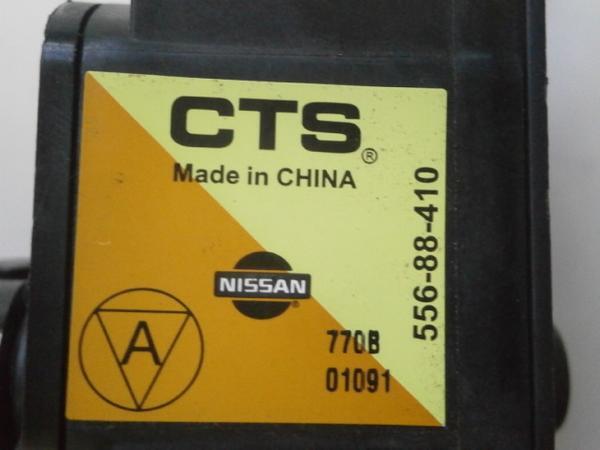 CTS®
Made in CHINA
556-88-410
NISSAN
A
770B
01091